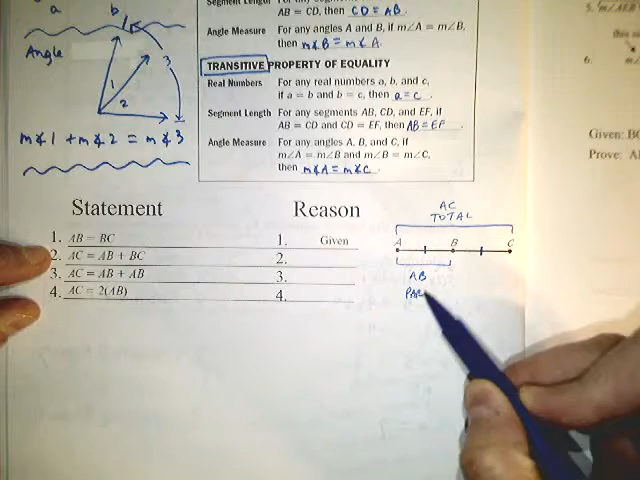 a b
Segment Length
AB = CD, then CD = AB.
Angle Measure For any angles A and B, if m∠A = m∠B,
then m∡B = m∡A.
Angle
3
1
2
m∡1 + m∡2 = m∡3
TRANSITIVE PROPERTY OF EQUALITY
Real Numbers For any real numbers a, b, and c,
if a = b and b = c, then a = c.
Segment Length For any segments AB, CD, and EF, if
AB = CD and CD = EF, then AB = EF.
Angle Measure For any angles A, B, and C, if
m∠A = m∠B and m∠B = m∠C,
then m∡A = m∡C.
5.
6.
Given: BC
Prove: A
Statement Reason
1. AB = BC 1. Given
2. AC = AB + BC 2.
3. AC = AB + AB 3.
4. AC = 2(AB) 4.
AC
TOTAL
A B C
AB